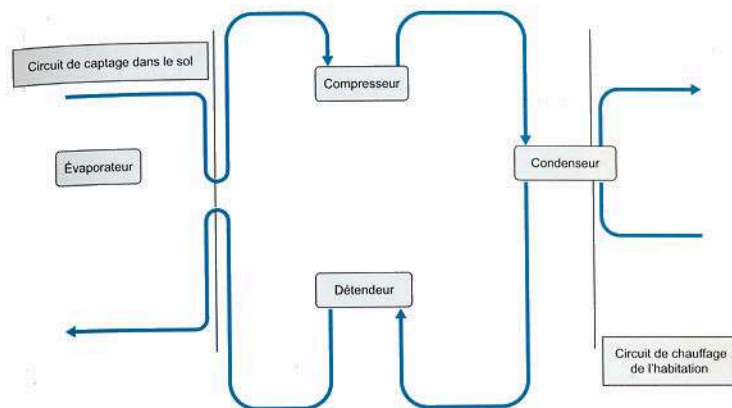 Circuit de captage dans le sol
Compresseur
Évaporateur
Condenseur
Détendeur
Circuit de chauffage
de l'habitation